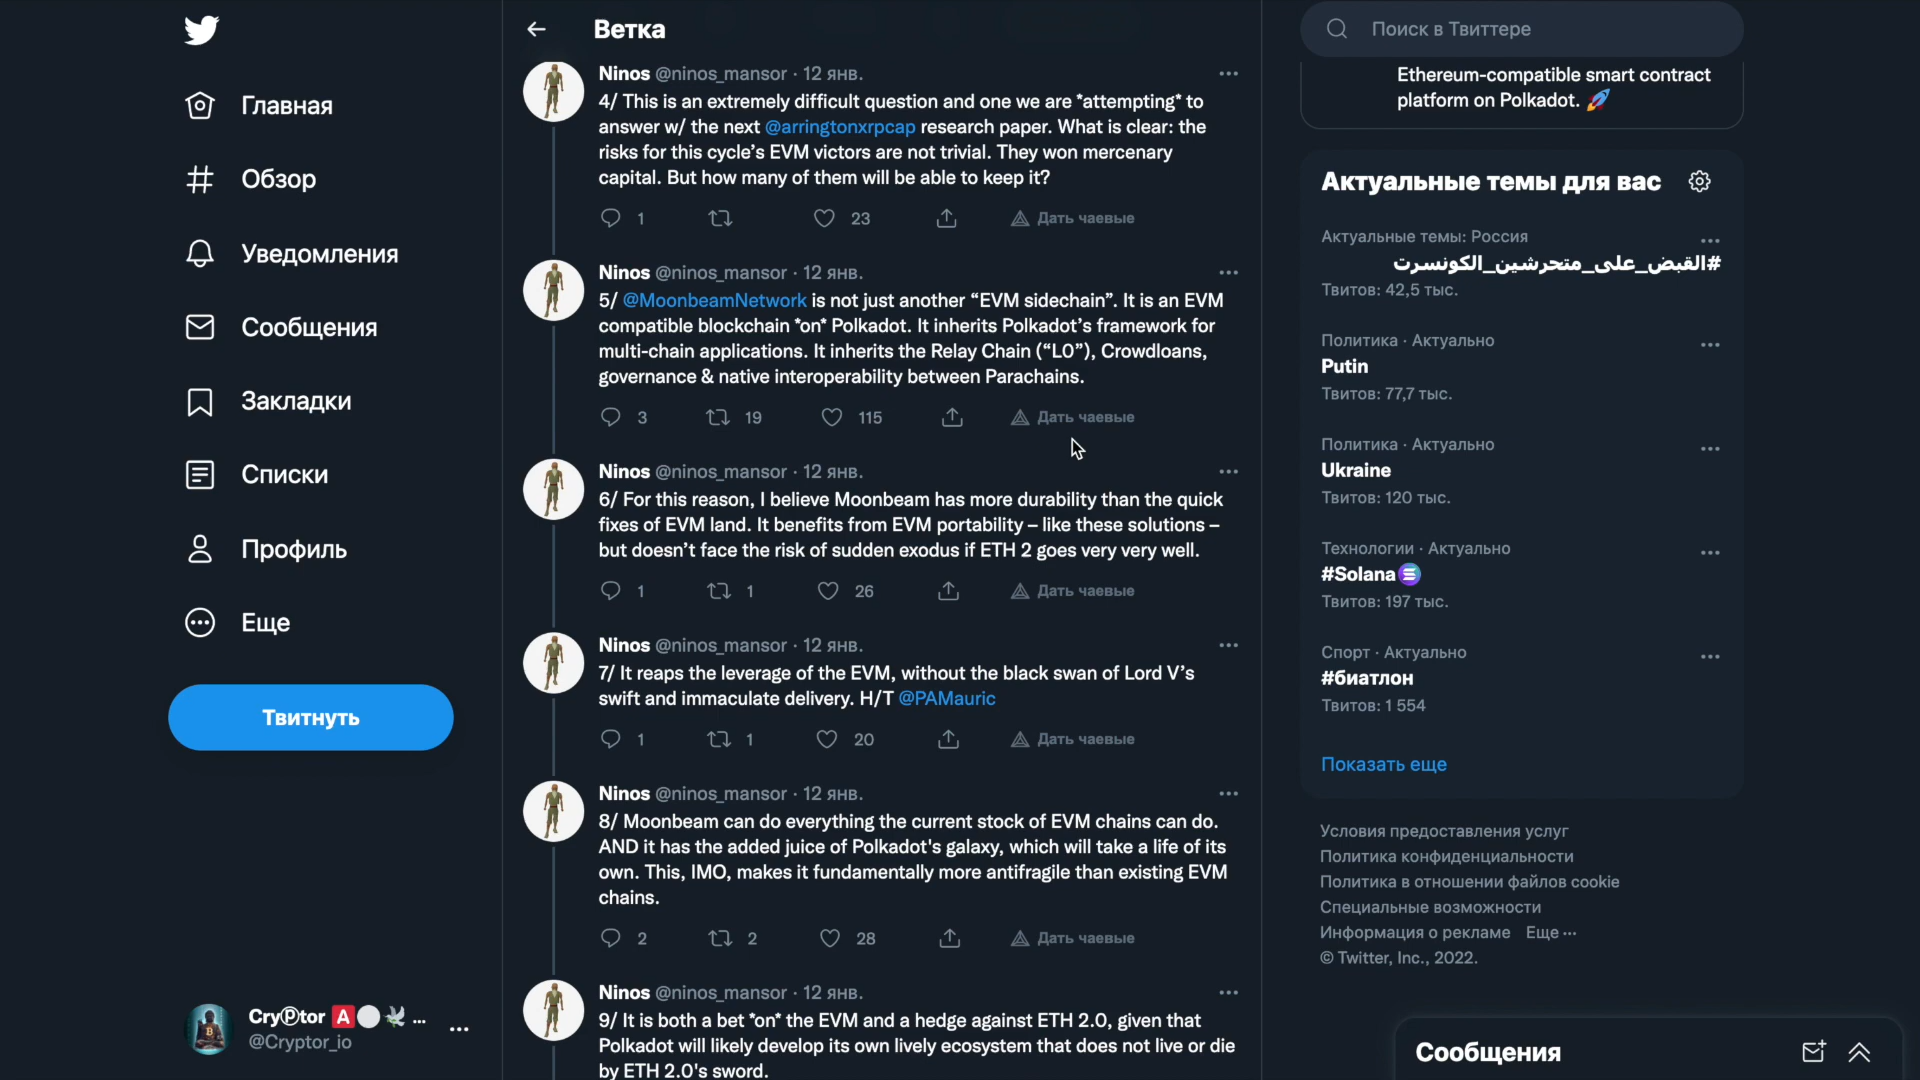 Главная
Обзор
Уведомления
Сообщения
Закладки
Списки
Профиль
Еще
Твитнуть
CryⓅtor 🅰️⚪🕊️ ...
@Cryptor_io
Ветка
Ninos @ninos_mansor · 12 янв.
4/ This is an extremely difficult question and one we are *attempting* to
answer w/ the next @arringtonxrpcap research paper. What is clear: the
risks for this cycle’s EVM victors are not trivial. They won mercenary
capital. But how many of them will be able to keep it?
1 23 Дать чаевые
Ninos @ninos_mansor · 12 янв.
5/ @MoonbeamNetwork is not just another “EVM sidechain”. It is an EVM
compatible blockchain *on* Polkadot. It inherits Polkadot’s framework for
multi-chain applications. It inherits the Relay Chain (“L0”), Crowdloans,
governance & native interoperability between Parachains.
3 19 115 Дать чаевые
Ninos @ninos_mansor · 12 янв.
6/ For this reason, I believe Moonbeam has more durability than the quick
fixes of EVM land. It benefits from EVM portability – like these solutions –
but doesn’t face the risk of sudden exodus if ETH 2 goes very very well.
1 1 26 Дать чаевые
Ninos @ninos_mansor · 12 янв.
7/ It reaps the leverage of the EVM, without the black swan of Lord V’s
swift and immaculate delivery. H/T @PAMauric
1 1 20 Дать чаевые
Ninos @ninos_mansor · 12 янв.
8/ Moonbeam can do everything the current stock of EVM chains can do.
AND it has the added juice of Polkadot's galaxy, which will take a life of its
own. This, IMO, makes it fundamentally more antifragile than existing EVM
chains.
2 2 28 Дать чаевые
Ninos @ninos_mansor · 12 янв.
9/ It is both a bet *on* the EVM and a hedge against ETH 2.0, given that
Polkadot will likely develop its own lively ecosystem that does not live or die
by ETH 2.0's sword.
Поиск в Твиттере
Ethereum-compatible smart contract
platform on Polkadot. 🚀
Актуальные темы для вас
Актуальные темы: Россия
#القبض_على_متحرشين_الكونسرت
Твитов: 42,5 тыс.
Политика · Актуально
Putin
Твитов: 77,7 тыс.
Политика · Актуально
Ukraine
Твитов: 120 тыс.
Технологии · Актуально
#Solana
Твитов: 197 тыс.
Спорт · Актуально
#биатлон
Твитов: 1 554
Показать еще
Условия предоставления услуг
Политика конфиденциальности
Политика в отношении файлов cookie
Специальные возможности
Информация о рекламе Еще ···
© Twitter, Inc., 2022.
Сообщения